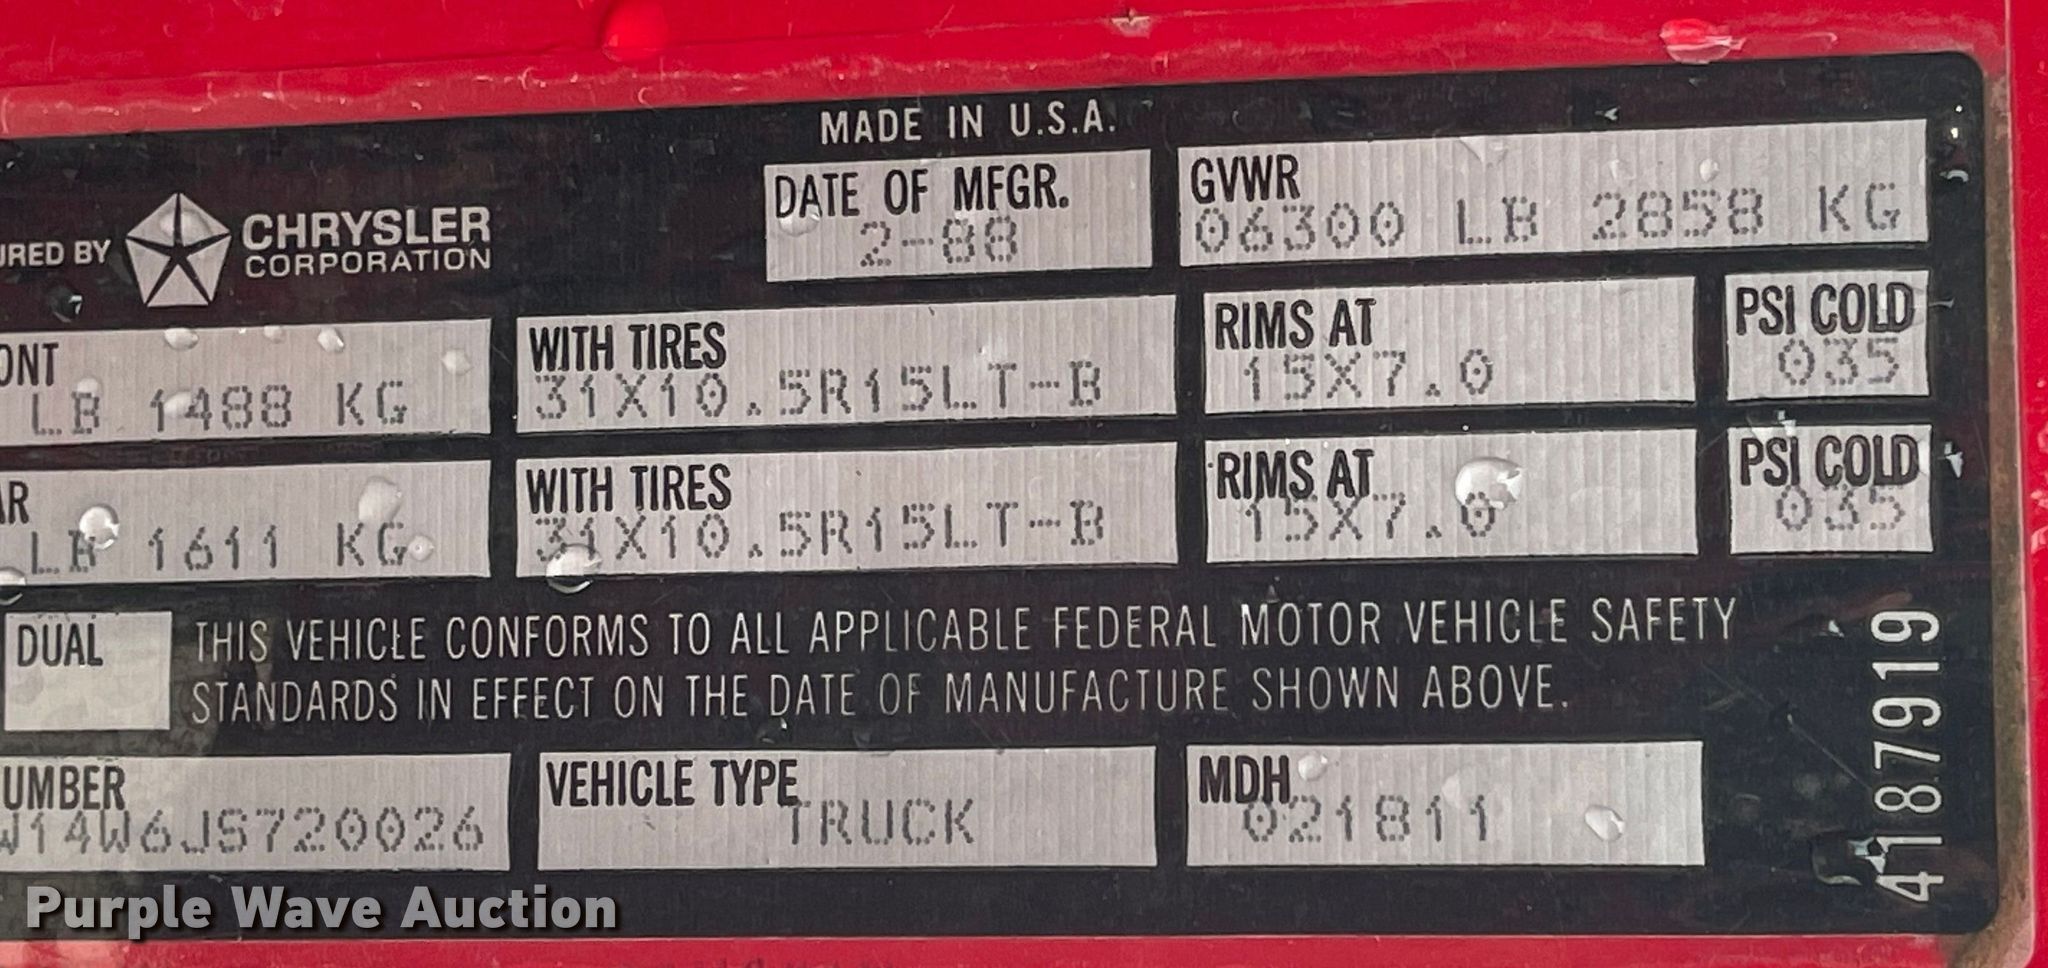 MADE IN U.S.A.
URED BY CHRYSLER CORPORATION
DATE OF MFGR.
2-88
GVWR
06300 LB 2858 KG
ONT
LB 1488 KG
WITH TIRES
31X10.5R15LT-B
RIMS AT
15X7.0
PSI COLD
035
AR
LB 1611 KG
WITH TIRES
31X10.5R15LT-B
RIMS AT
15X7.0
PSI COLD
035
DUAL
THIS VEHICLE CONFORMS TO ALL APPLICABLE FEDERAL MOTOR VEHICLE SAFETY
STANDARDS IN EFFECT ON THE DATE OF MANUFACTURE SHOWN ABOVE.
UMBER
W14W6JS720026
VEHICLE TYPE
TRUCK
MDH
021811
4187919
Purple Wave Auction